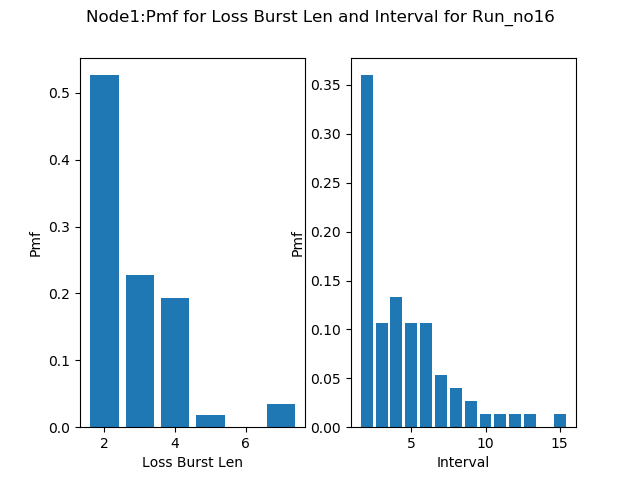 Node1:Pmf for Loss Burst Len and Interval for Run_no16
0.5
0.4
0.3
0.2
0.1
0.0
Pmf
2 4 6
Loss Burst Len
0.35
0.30
0.25
0.20
0.15
0.10
0.05
0.00
Pmf
5 10 15
Interval